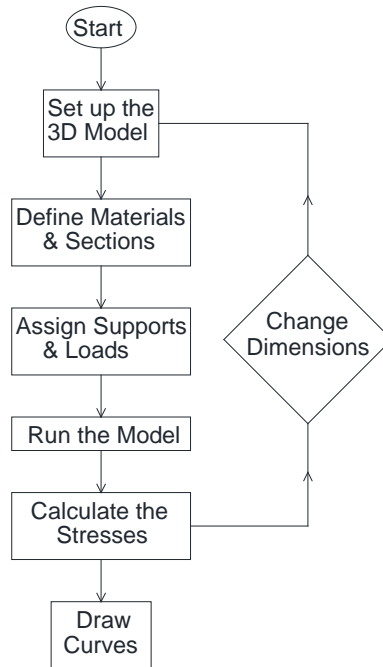 Start
Set up the
3D Model
Define Materials
& Sections
Assign Supports
& Loads
Change
Dimensions
Run the Model
Calculate the
Stresses
Draw
Curves